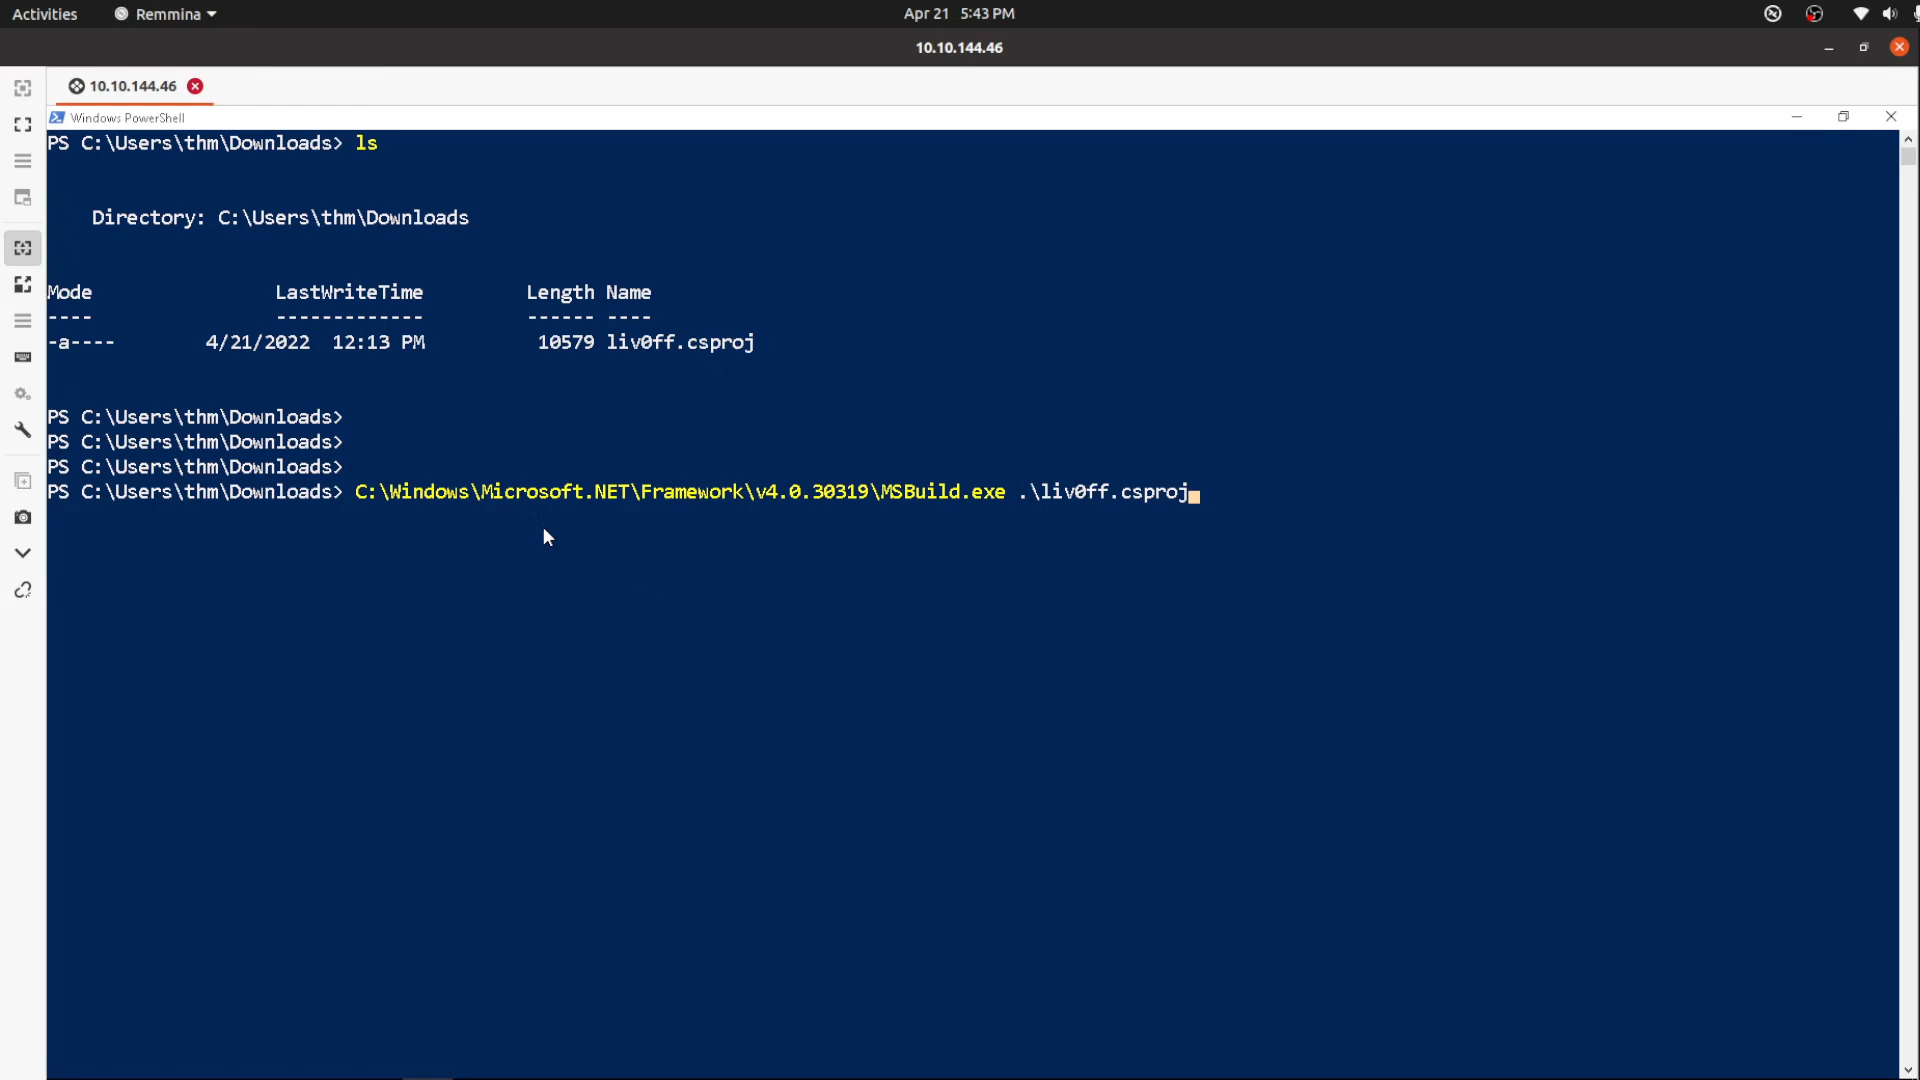 Activities Remmina Apr 21 5:43 PM
10.10.144.46
10.10.144.46
Windows PowerShell
PS C:\Users\thm\Downloads> ls
Directory: C:\Users\thm\Downloads
Mode LastWriteTime Length Name
---- ------------- ------ ----
-a---- 4/21/2022 12:13 PM 10579 liv0ff.csproj
PS C:\Users\thm\Downloads>
PS C:\Users\thm\Downloads>
PS C:\Users\thm\Downloads>
PS C:\Users\thm\Downloads> C:\Windows\Microsoft.NET\Framework\v4.0.30319\MSBuild.exe .\liv0ff.csproj